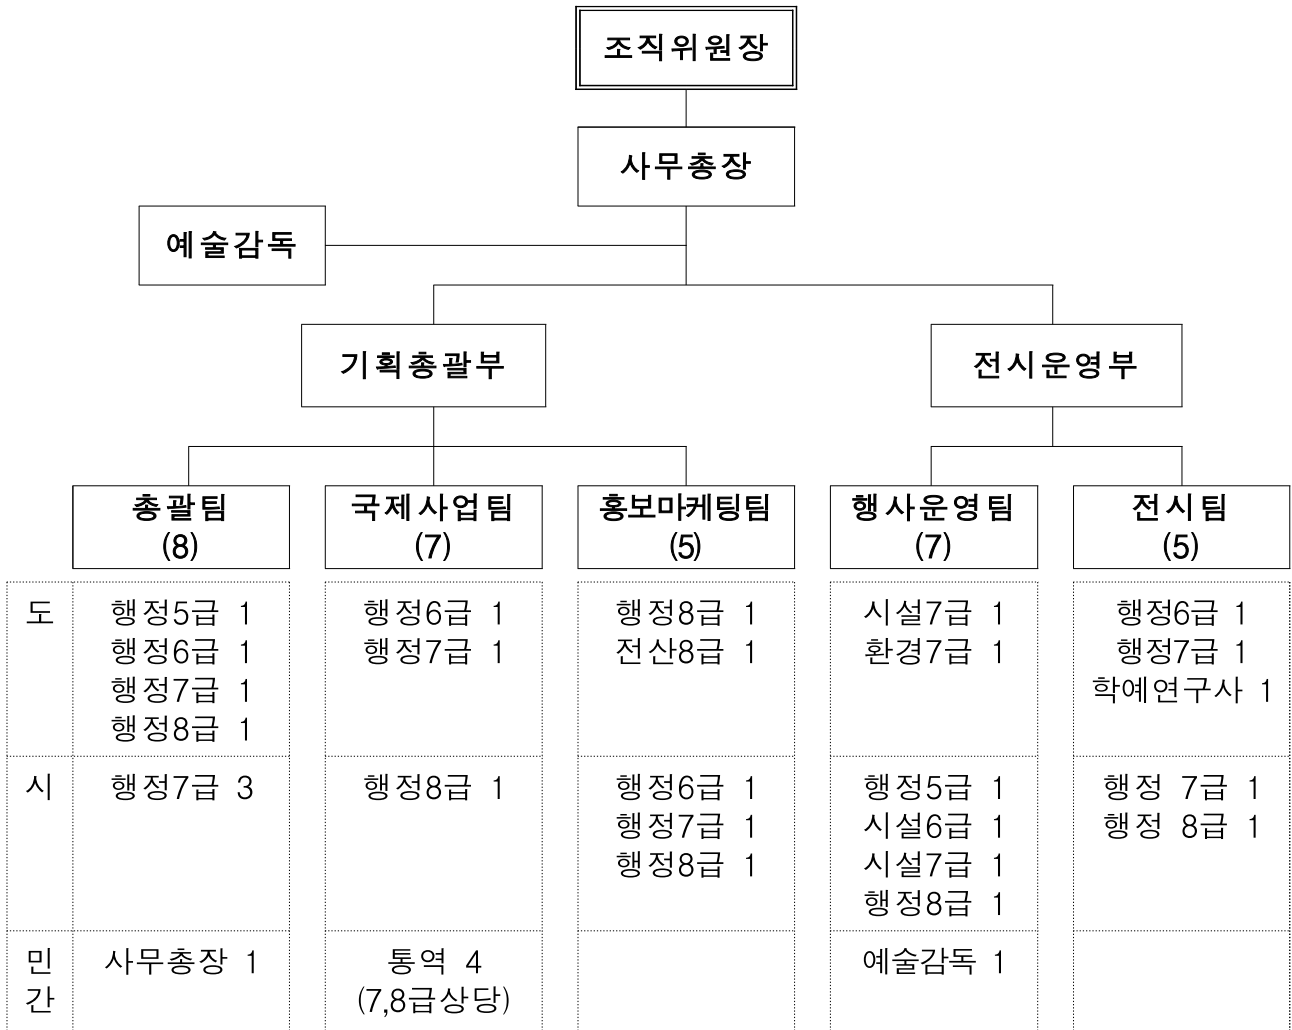 조직위원장
사무총장
예술감독
기획총괄부
전시운영부
총괄팀
(8)
국제사업팀
(7)
홍보마케팅팀
(5)
행사운영팀
(7)
전시팀
(5)
도
행정5급 1
행정6급 1
행정7급 1
행정8급 1
행정6급 1
행정7급 1
행정8급 1
전산8급 1
시설7급 1
환경7급 1
행정6급 1
행정7급 1
학예연구사 1
시
행정7급 3
행정8급 1
행정6급 1
행정7급 1
행정8급 1
행정5급 1
시설6급 1
시설7급 1
행정8급 1
행정 7급 1
행정 8급 1
민
간
사무총장 1
통역 4
(7,8급상당)
예술감독 1